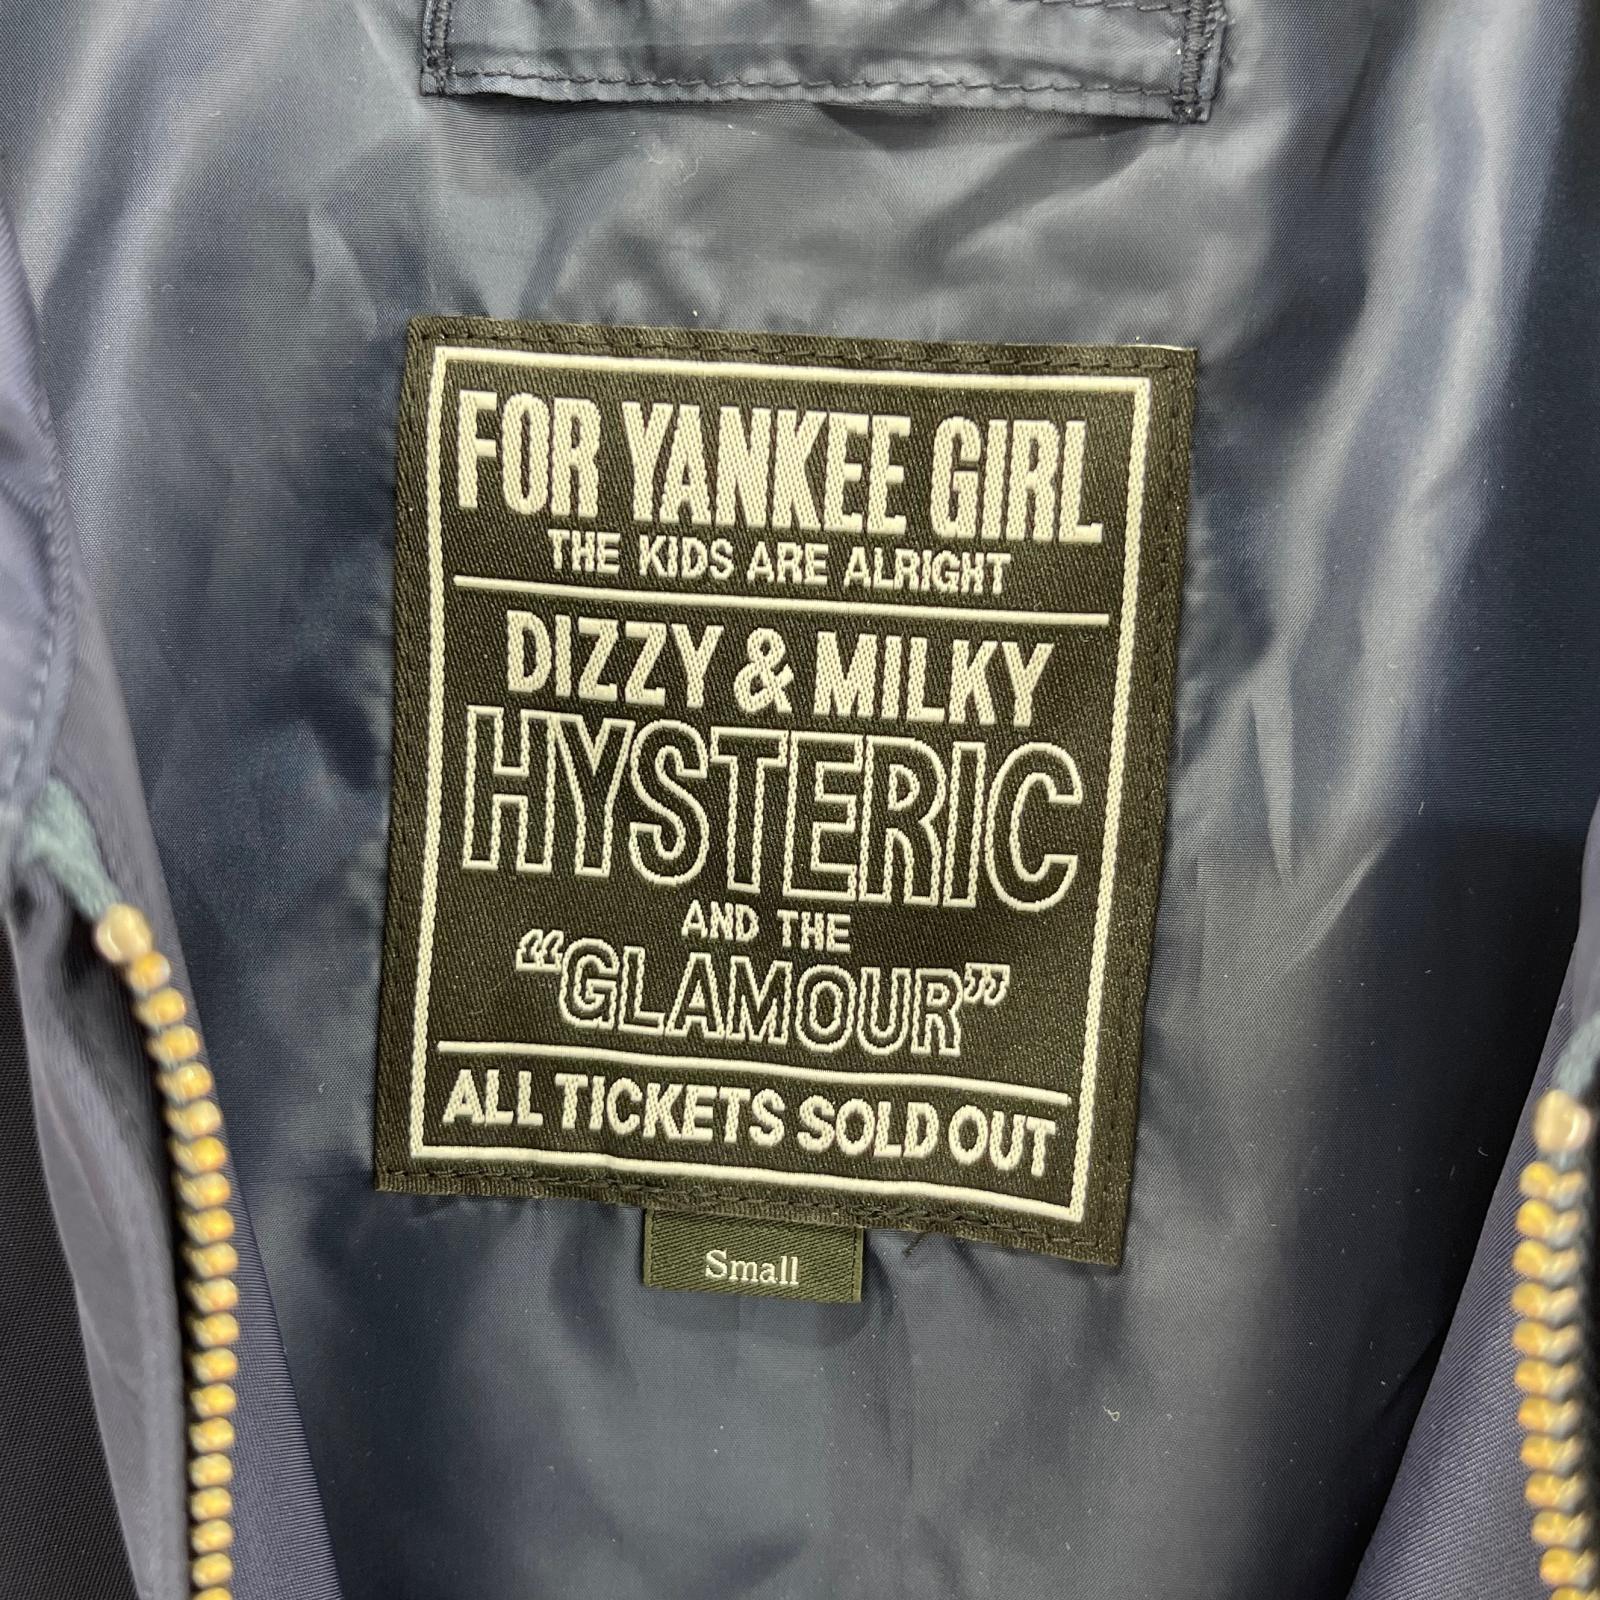 FOR YANKEE GIRL
THE KIDS ARE ALRIGHT
DIZZY & MILKY
HYSTERIC
AND THE
“GLAMOUR”
ALL TICKETS SOLD OUT
Small